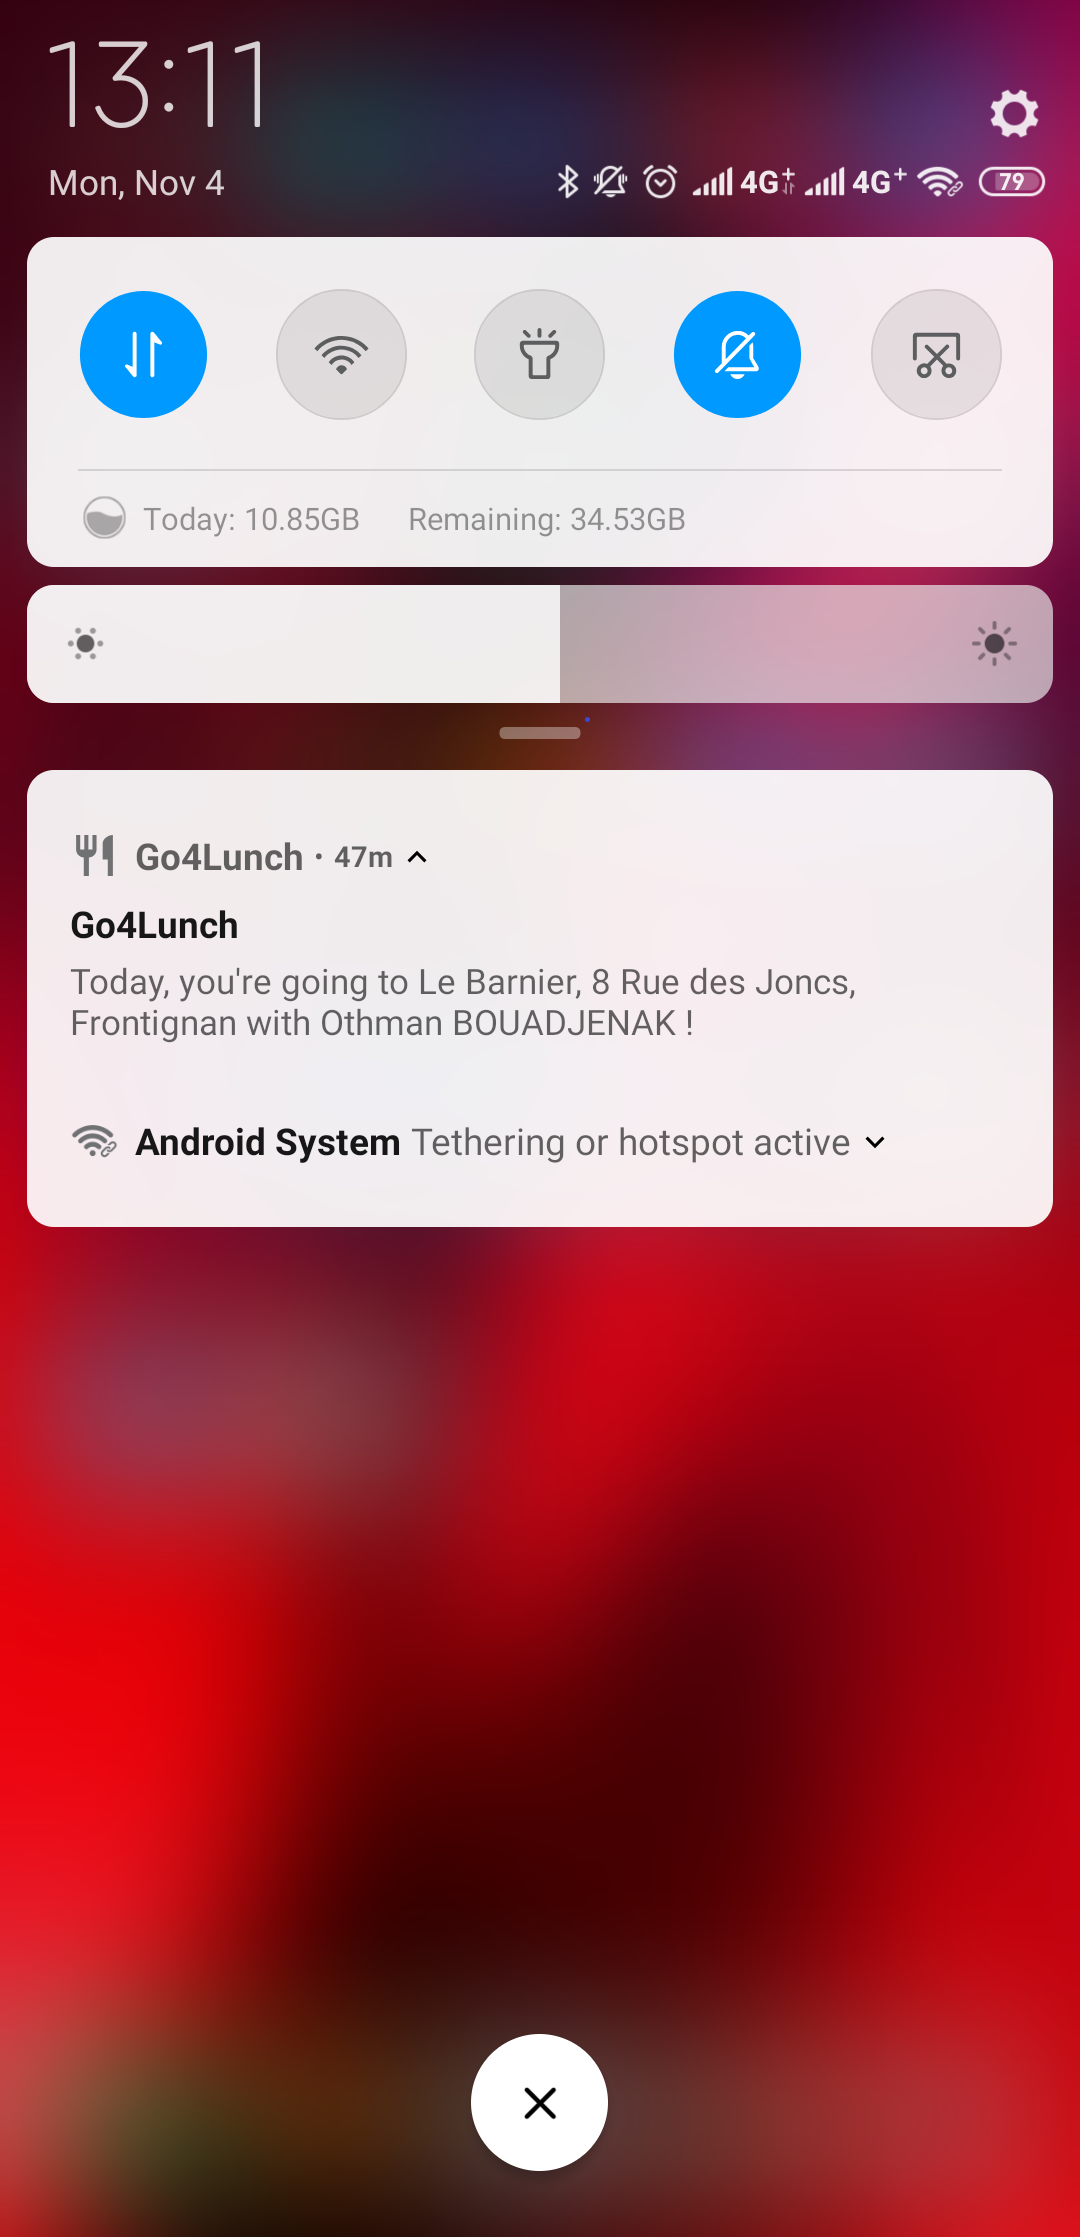 13:11
Mon, Nov 4
4G+ 4G+ 79
Today: 10.85GB Remaining: 34.53GB
Go4Lunch · 47m
Go4Lunch
Today, you're going to Le Barnier, 8 Rue des Joncs,
Frontignan with Othman BOUADJENAK !
Android System Tethering or hotspot active